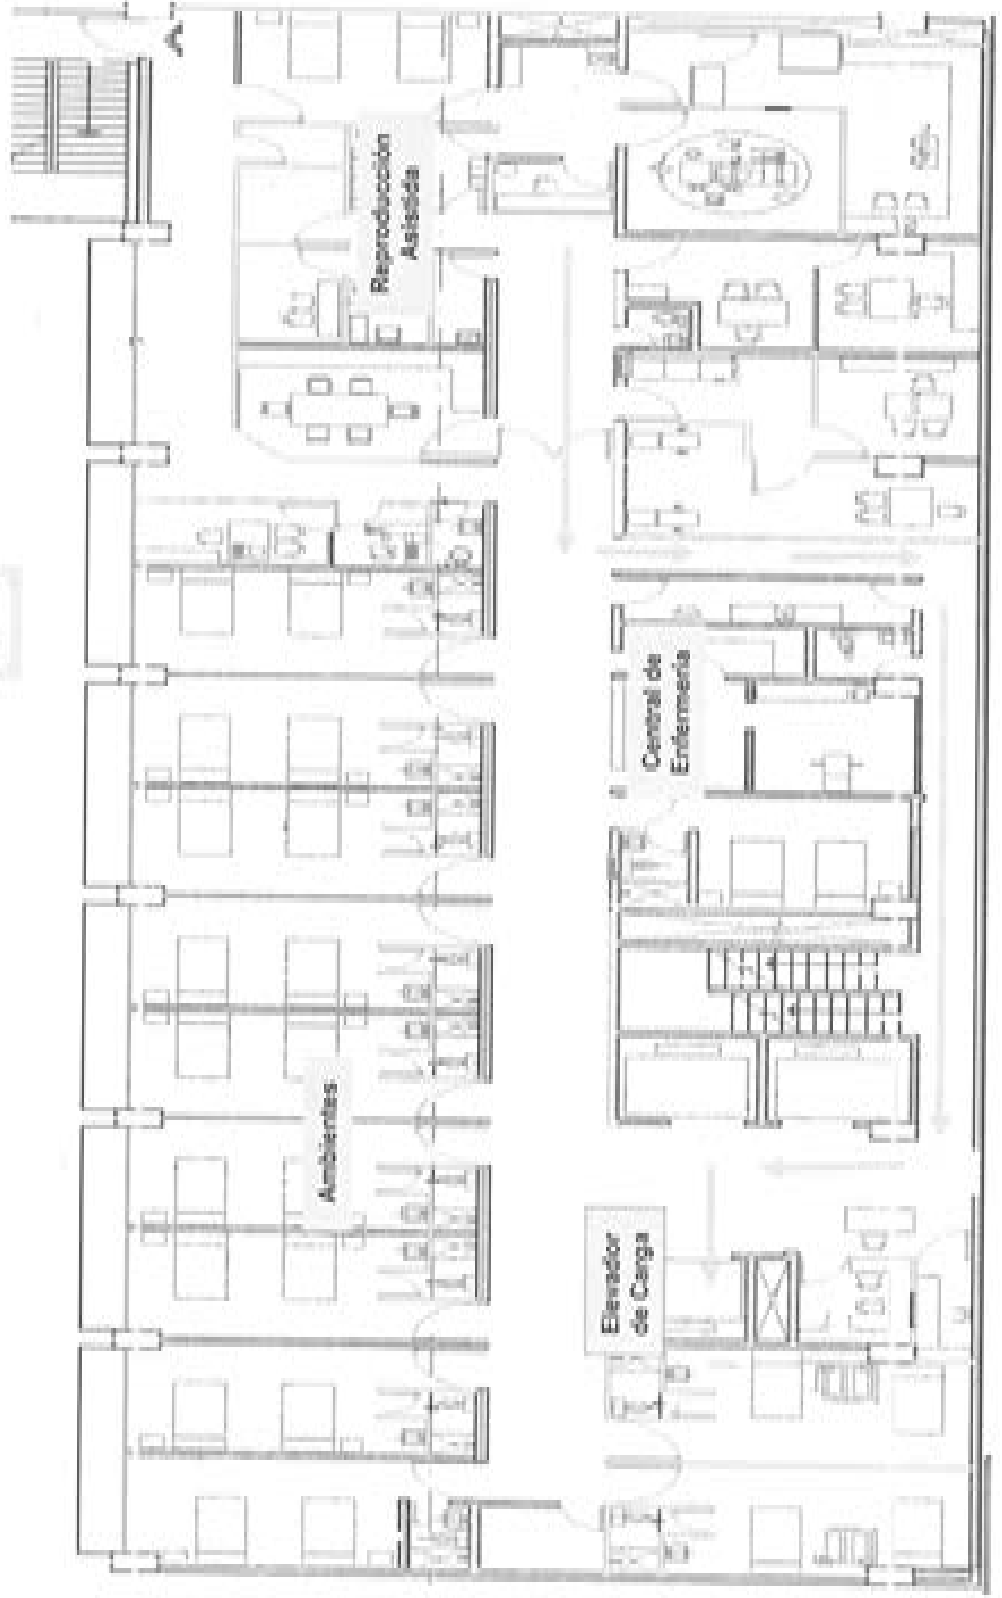 Reproducción
Asistida
Central de
Enfermería
Ambientes
Elevador
de Carga